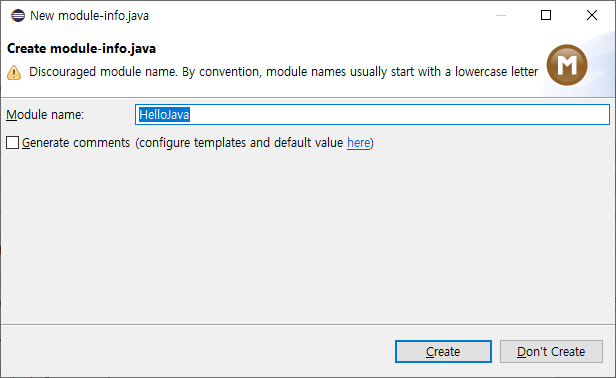 New module-info.java
Create module-info.java
Discouraged module name. By convention, module names usually start with a lowercase letter
M
Module name: HelloJava
Generate comments (configure templates and default value here)
Create Don't Create